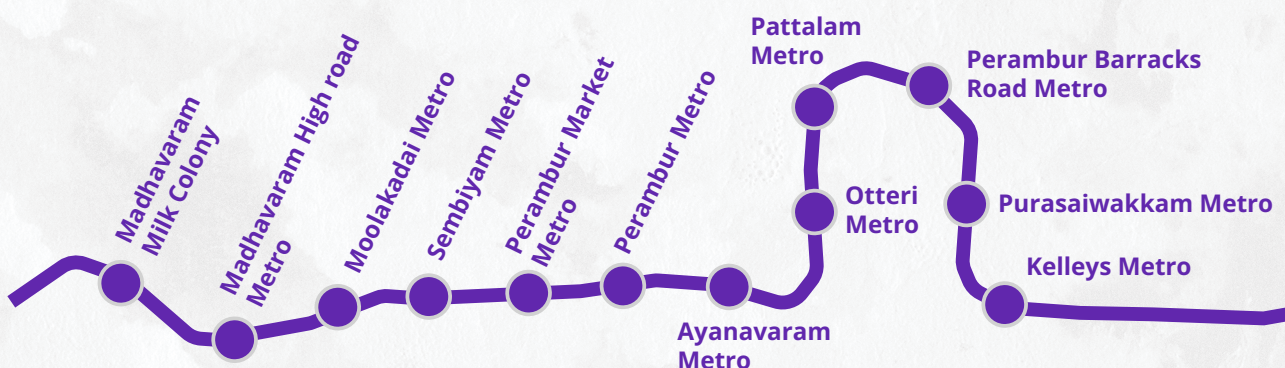 Madhavaram
Milk Colony
Madhavaram High road
Metro
Moolakadai Metro
Sembiyam Metro
Perambur Market
Metro
Perambur Metro
Ayanavaram
Metro
Otteri
Metro
Pattalam
Metro
Perambur Barracks
Road Metro
Purasaiwakkam Metro
Kelleys Metro